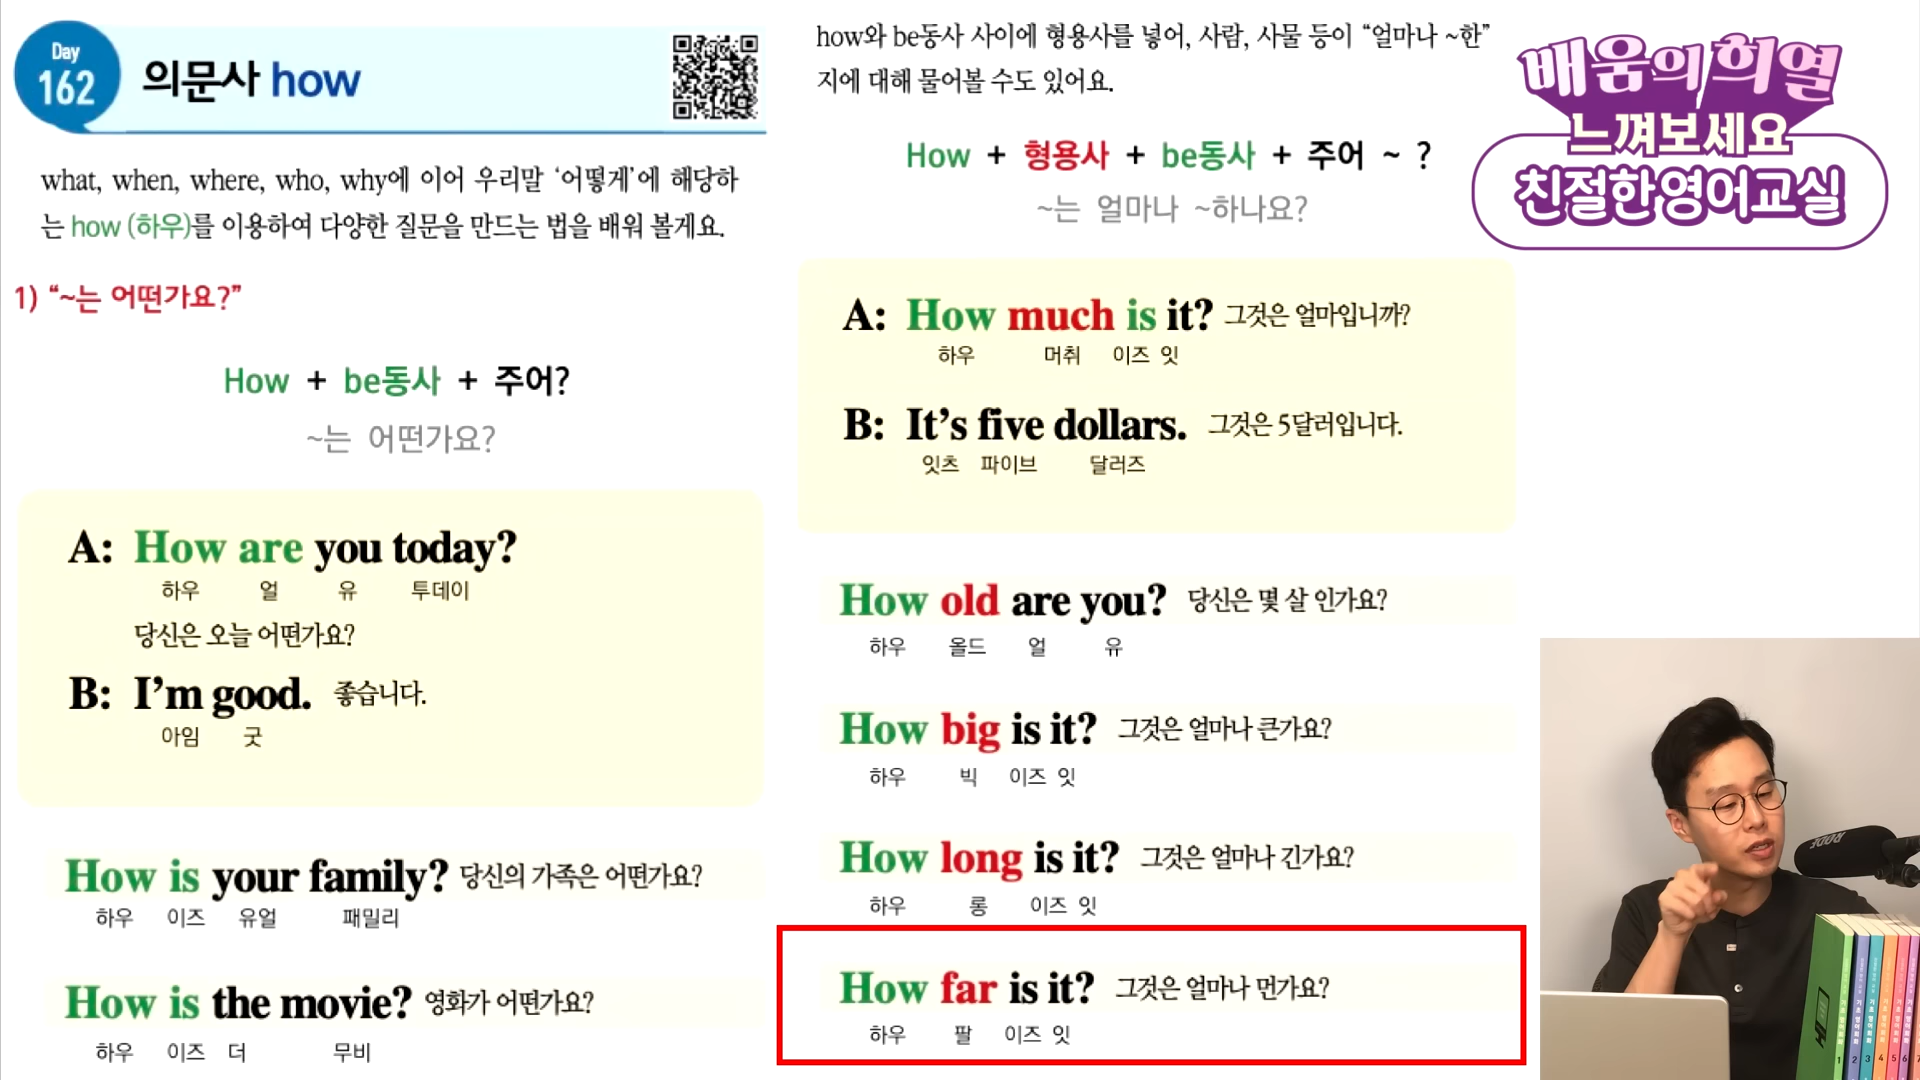 Day
162
의문사 how
what, when, where, who, why에 이어 우리말 ‘어떻게’에 해당하
는 how (하우)를 이용하여 다양한 질문을 만드는 법을 배워 볼게요.
1) “~는 어떤가요?”
How + be동사 + 주어?
~는 어떤가요?
A: How are you today?
하우 얼 유 투데이
당신은 오늘 어떤가요?
B: I’m good. 좋습니다.
아임 굿
How is your family? 당신의 가족은 어떤가요?
하우 이즈 유얼 패밀리
How is the movie? 영화가 어떤가요?
하우 이즈 더 무비
how와 be동사 사이에 형용사를 넣어, 사람, 사물 등이 “얼마나 ~한”
지에 대해 물어볼 수도 있어요.
How + 형용사 + be동사 + 주어 ~ ?
~는 얼마나 ~하나요?
A: How much is it? 그것은 얼마입니까?
하우 머취 이즈 잇
B: It’s five dollars. 그것은 5달러입니다.
잇츠 파이브 달러즈
How old are you? 당신은 몇 살 인가요?
하우 올드 얼 유
How big is it? 그것은 얼마나 큰가요?
하우 빅 이즈 잇
How long is it? 그것은 얼마나 긴가요?
하우 롱 이즈 잇
How far is it? 그것은 얼마나 먼가요?
하우 팔 이즈 잇
배움의 희열
느껴보세요
친절한영어교실
RODE
1 2 3 4 5 6